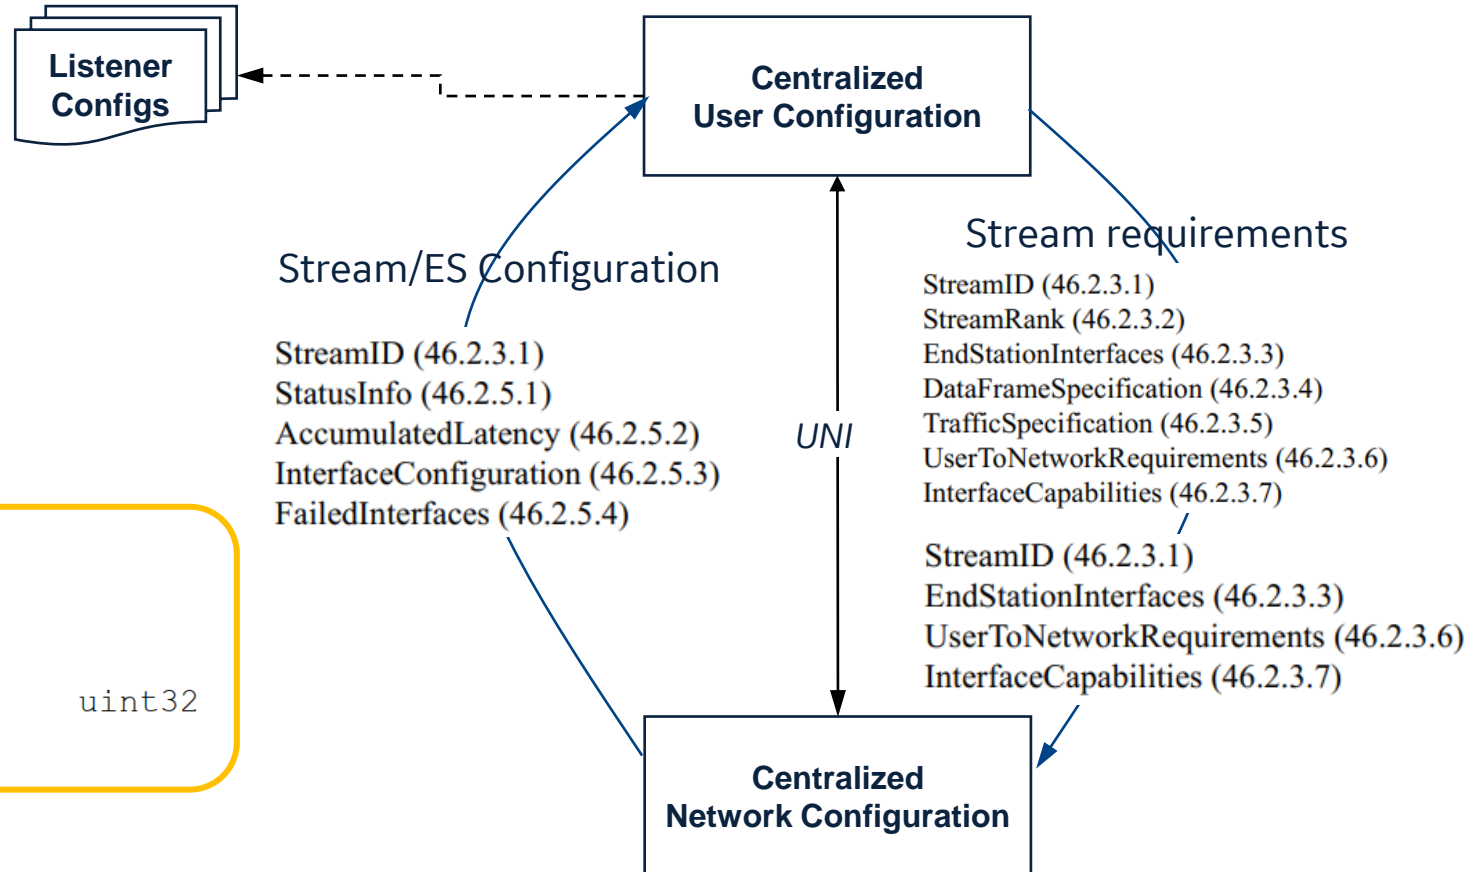 Listener
Configs
Centralized
User Configuration
Stream/ES Configuration
StreamID (46.2.3.1)
StatusInfo (46.2.5.1)
AccumulatedLatency (46.2.5.2)
InterfaceConfiguration (46.2.5.3)
FailedInterfaces (46.2.5.4)
UNI
Stream requirements
StreamID (46.2.3.1)
StreamRank (46.2.3.2)
EndStationInterfaces (46.2.3.3)
DataFrameSpecification (46.2.3.4)
TrafficSpecification (46.2.3.5)
UserToNetworkRequirements (46.2.3.6)
InterfaceCapabilities (46.2.3.7)
StreamID (46.2.3.1)
EndStationInterfaces (46.2.3.3)
UserToNetworkRequirements (46.2.3.6)
InterfaceCapabilities (46.2.3.7)
uint32
Centralized
Network Configuration